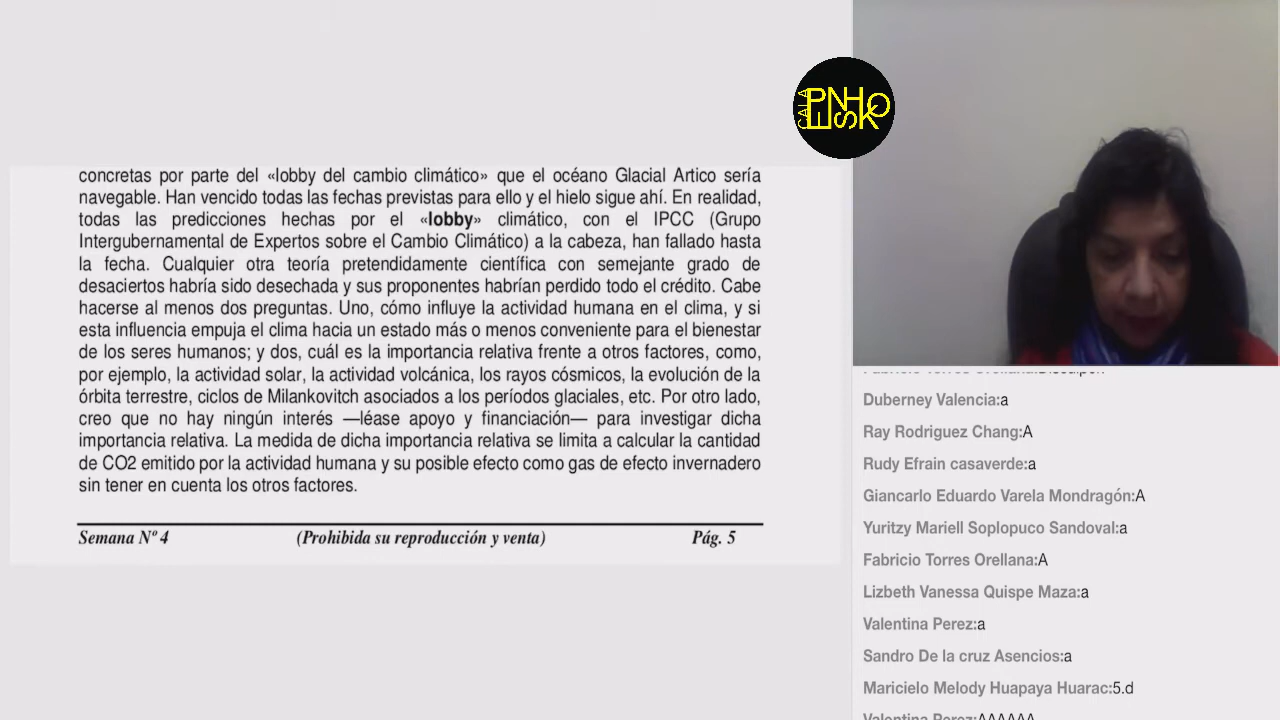 CALA
PENHO
ESK
concretas por parte del «lobby del cambio climático» que el océano Glacial Artico sería
navegable. Han vencido todas las fechas previstas para ello y el hielo sigue ahí. En realidad,
todas las predicciones hechas por el «lobby» climático, con el IPCC (Grupo
Intergubernamental de Expertos sobre el Cambio Climático) a la cabeza, han fallado hasta
la fecha. Cualquier otra teoría pretendidamente científica con semejante grado de
desaciertos habría sido desechada y sus proponentes habrían perdido todo el crédito. Cabe
hacerse al menos dos preguntas. Uno, cómo influye la actividad humana en el clima, y si
esta influencia empuja el clima hacia un estado más o menos conveniente para el bienestar
de los seres humanos; y dos, cuál es la importancia relativa frente a otros factores, como,
por ejemplo, la actividad solar, la actividad volcánica, los rayos cósmicos, la evolución de la
órbita terrestre, ciclos de Milankovitch asociados a los períodos glaciales, etc. Por otro lado,
creo que no hay ningún interés —léase apoyo y financiación— para investigar dicha
importancia relativa. La medida de dicha importancia relativa se limita a calcular la cantidad
de CO2 emitido por la actividad humana y su posible efecto como gas de efecto invernadero
sin tener en cuenta los otros factores.
Semana Nº 4 (Prohibida su reproducción y venta) Pág. 5
Duberney Valencia:a
Ray Rodriguez Chang:A
Rudy Efrain casaverde:a
Giancarlo Eduardo Varela Mondragón:A
Yuritzy Mariell Soplopuco Sandoval:a
Fabricio Torres Orellana:A
Lizbeth Vanessa Quispe Maza:a
Valentina Perez:a
Sandro De la cruz Asencios:a
Maricielo Melody Huapaya Huarac:5.d
Valentina Perez:AAAAAA